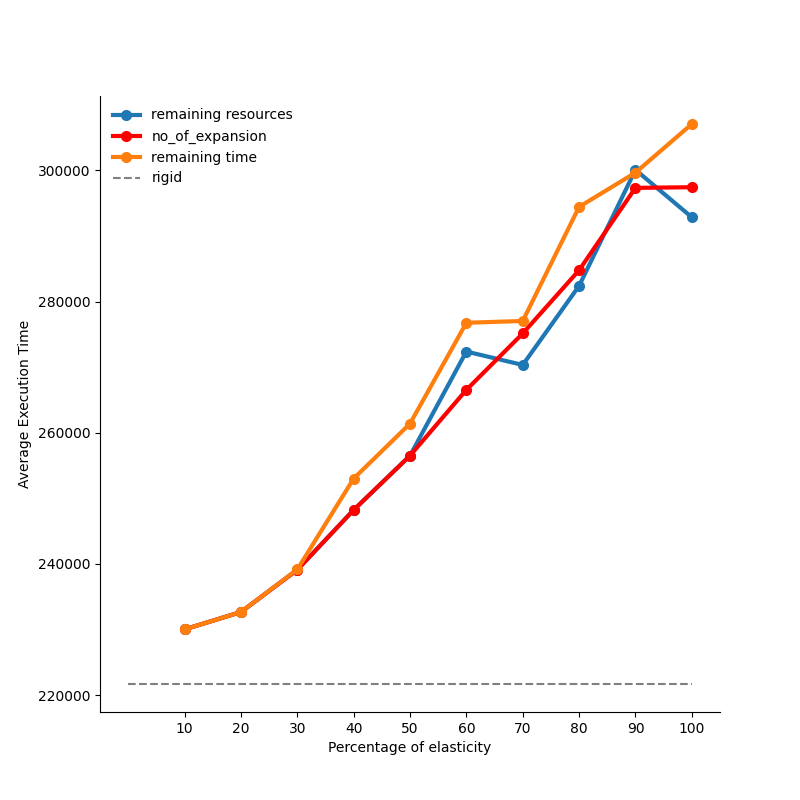 remaining resources
no_of_expansion
remaining time
rigid
300000
280000
260000
240000
220000
Average Execution Time
10 20 30 40 50 60 70 80 90 100
Percentage of elasticity